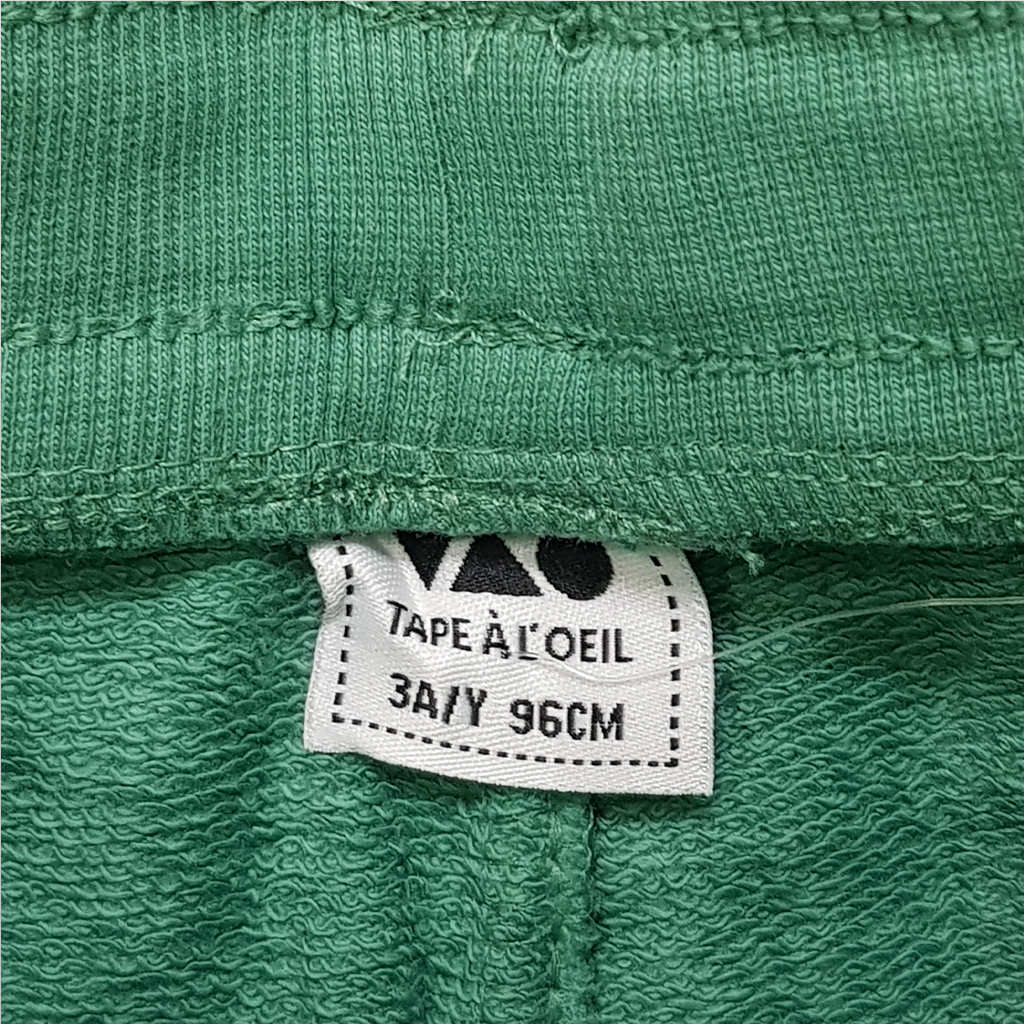 TAPE À L'OEIL
3A/Y 96CM